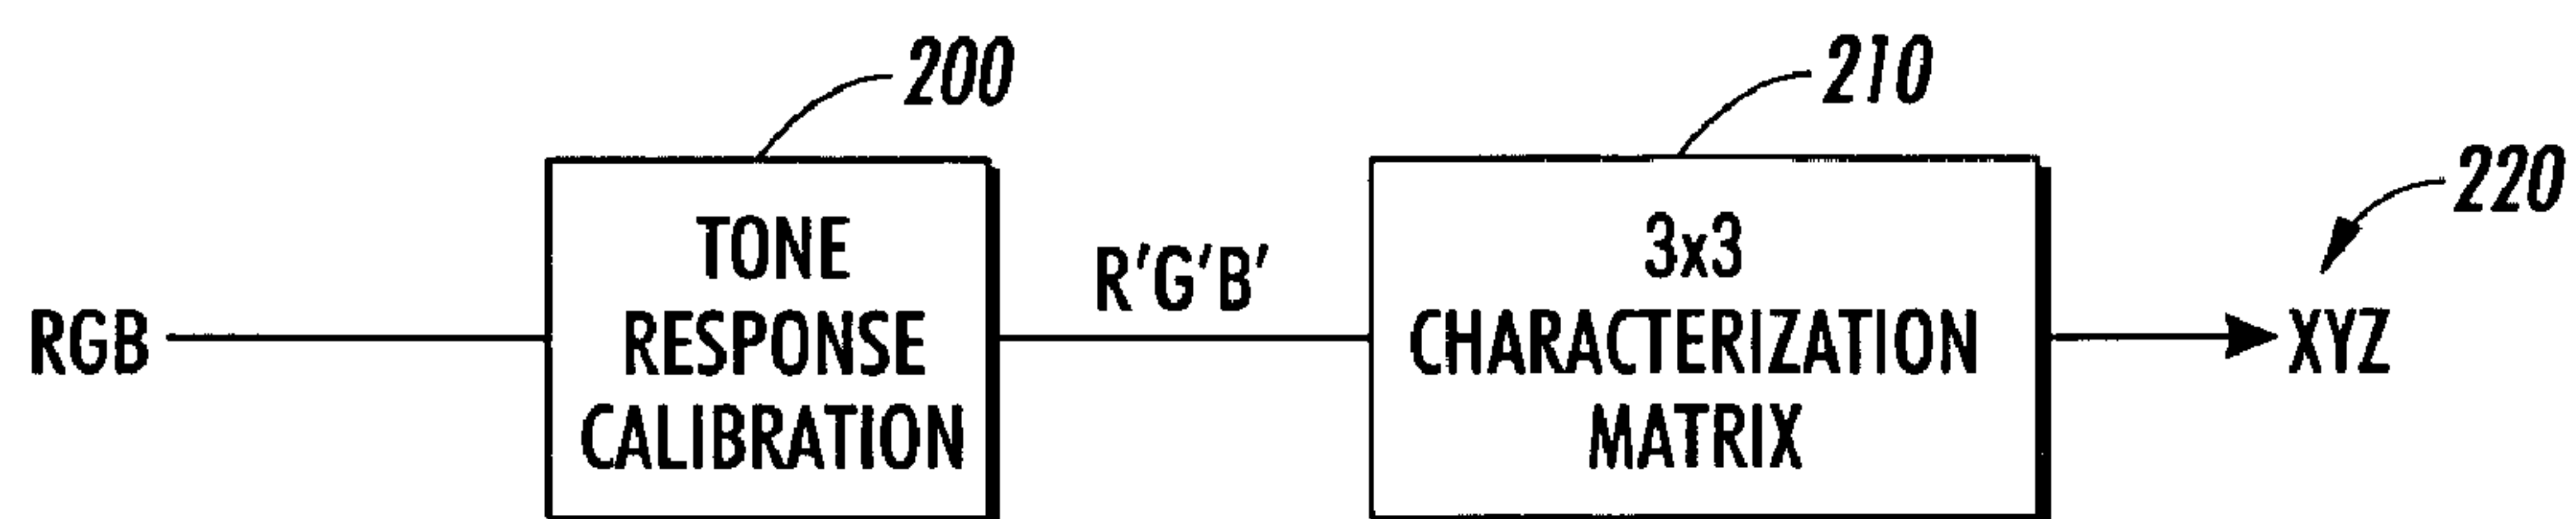 200
210
220
RGB
TONE
RESPONSE
CALIBRATION
R'G'B'
3x3
CHARACTERIZATION
MATRIX
XYZ